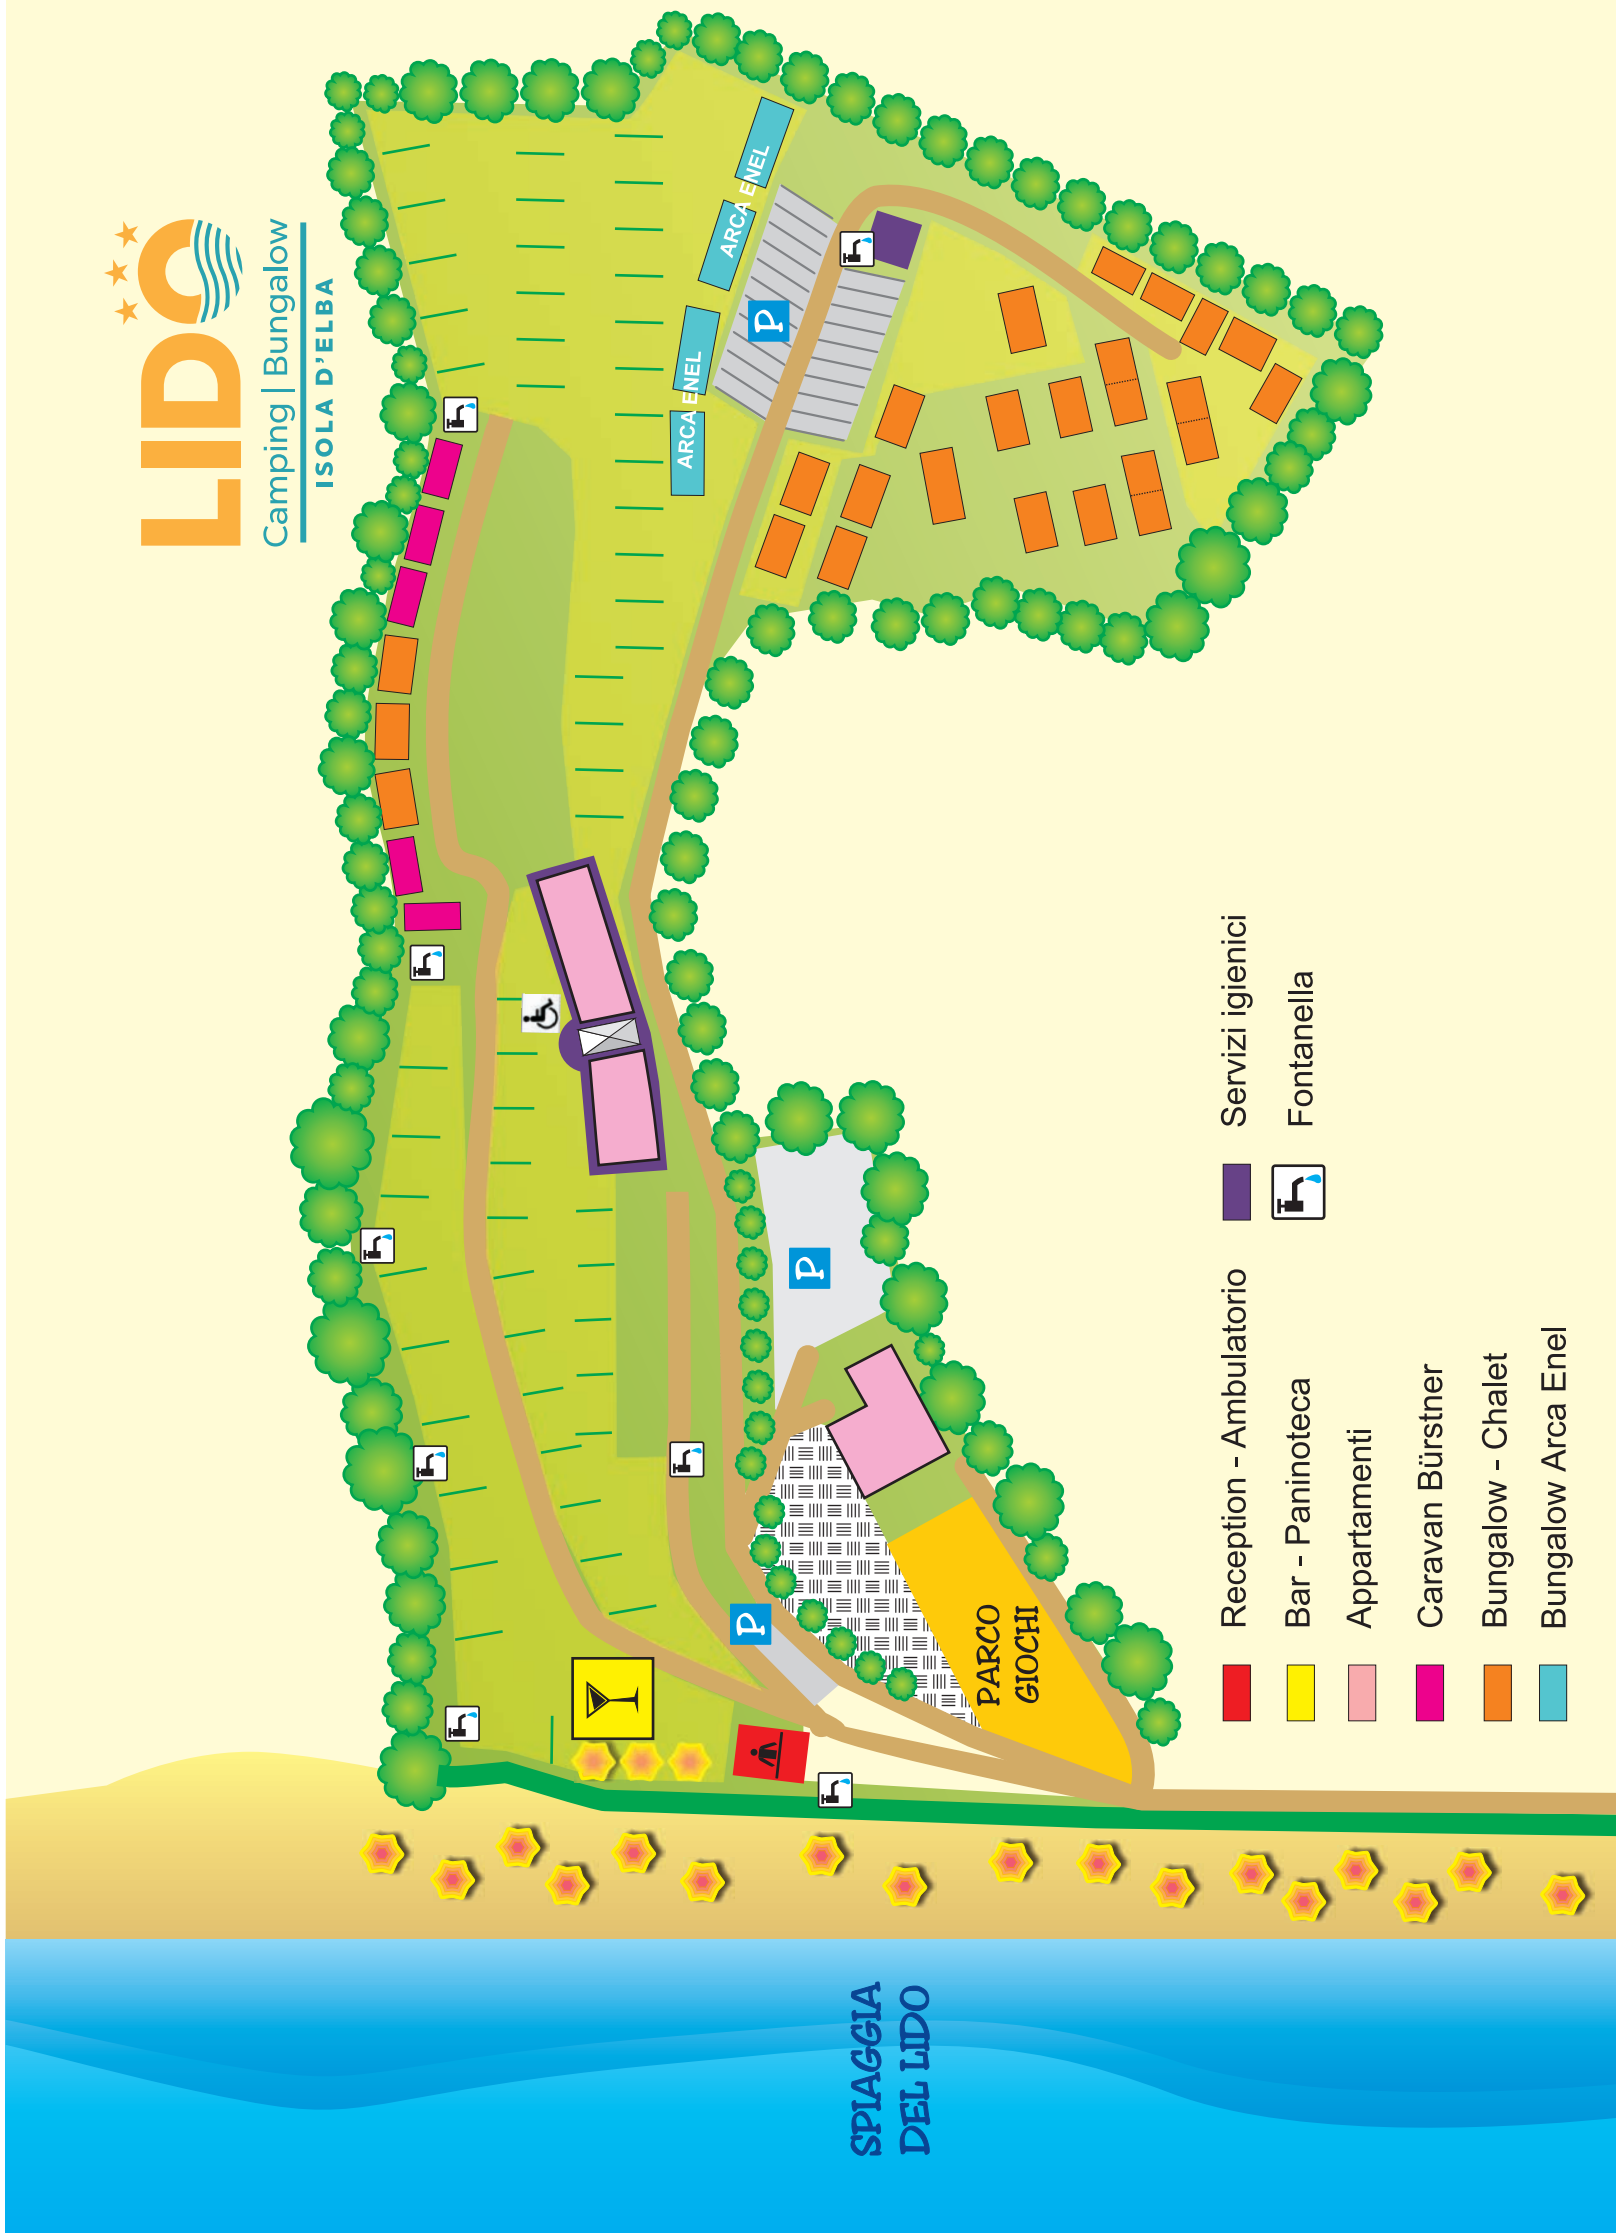 LIDO
Camping | Bungalow
ISOLA D'ELBA
ARCA ENEL
ARCA ENEL
P
P
P
PARCO
GIOCHI
SPIAGGIA
DEL LIDO
Reception - Ambulatorio
Bar - Paninoteca
Appartamenti
Caravan Bürstner
Bungalow - Chalet
Bungalow Arca Enel
Servizi igienici
Fontanella